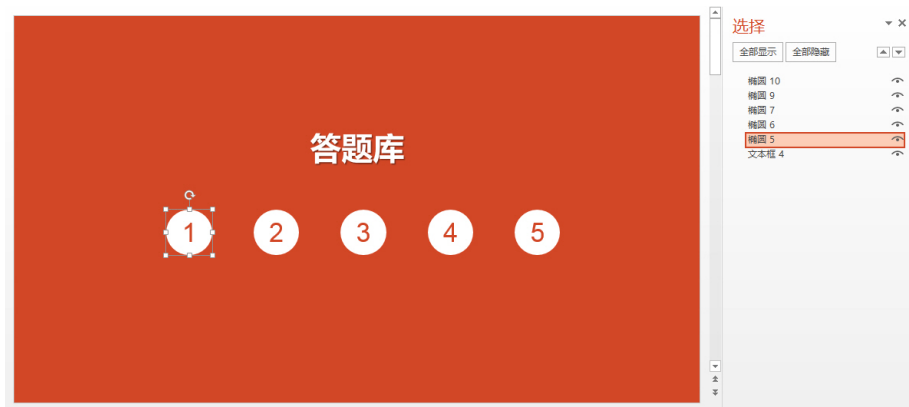 选择
全部显示 全部隐藏
椭圆 10
椭圆 9
椭圆 7
椭圆 6
椭圆 5
文本框 4
答题库
1 2 3 4 5